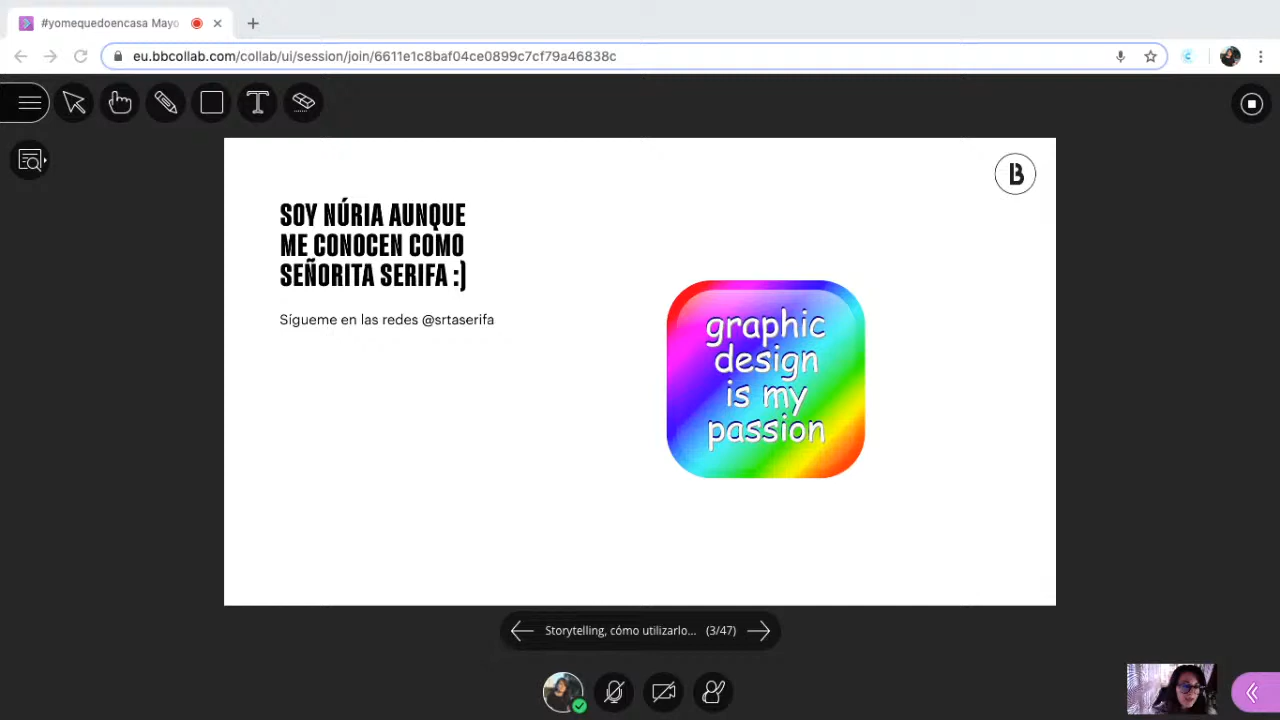 #yomequedoencasa Mayo
eu.bbcollab.com/collab/ui/session/join/6611e1c8baf04ce0899c7cf79a46838c
T
B
SOY NÚRIA AUNQUE
ME CONOCEN COMO
SEÑORITA SERIFA :)
Sígueme en las redes @srtaserifa
graphic
design
is my
passion
Storytelling, cómo utilizarlo... (3/47)